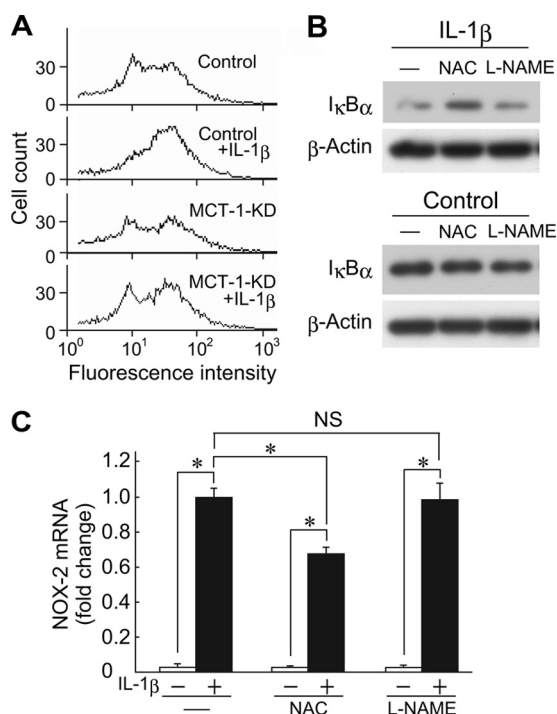 A
Cell count
30
0
Control
30
0
Control
+IL-1β
30
0
MCT-1-KD
30
0
MCT-1-KD
+IL-1β
10⁰ 10¹ 10² 10³
Fluorescence intensity
B
IL-1β
— NAC L-NAME
IκBα
β-Actin
Control
— NAC L-NAME
IκBα
β-Actin
C
NS
* * * *
NOX-2 mRNA
(fold change)
1.2
1.0
0.8
0.6
0.4
0.2
0
IL-1β − + − + − +
— NAC L-NAME